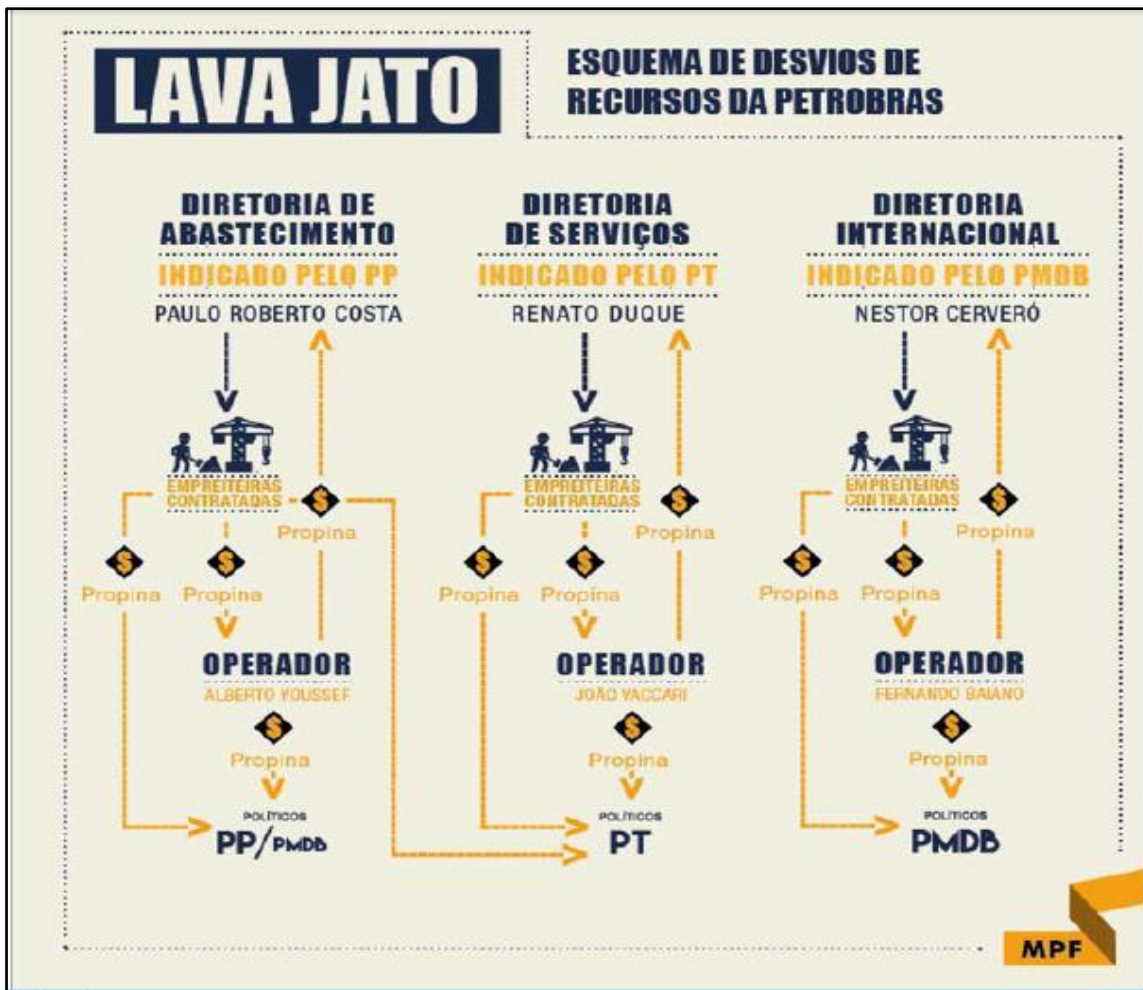 LAVA JATO
ESQUEMA DE DESVIOS DE
RECURSOS DA PETROBRAS
DIRETORIA DE
ABASTECIMENTO
INDICADO PELO PP
PAULO ROBERTO COSTA
EMPREITEIRAS
CONTRATADAS
$
Propina
$
Propina
$
Propina
OPERADOR
ALBERTO YOUSSEF
$
Propina
POLÍTICOS
PP/PMDB
DIRETORIA
DE SERVIÇOS
INDICADO PELO PT
RENATO DUQUE
EMPREITEIRAS
CONTRATADAS
$
Propina
$
Propina
$
Propina
OPERADOR
JOÃO VACCARI
$
Propina
POLÍTICOS
PT
DIRETORIA
INTERNACIONAL
INDICADO PELO PMDB
NESTOR CERVERÓ
EMPREITEIRAS
CONTRATADAS
$
Propina
$
Propina
$
Propina
OPERADOR
FERNANDO BAIANO
$
Propina
POLÍTICOS
PMDB
MPF